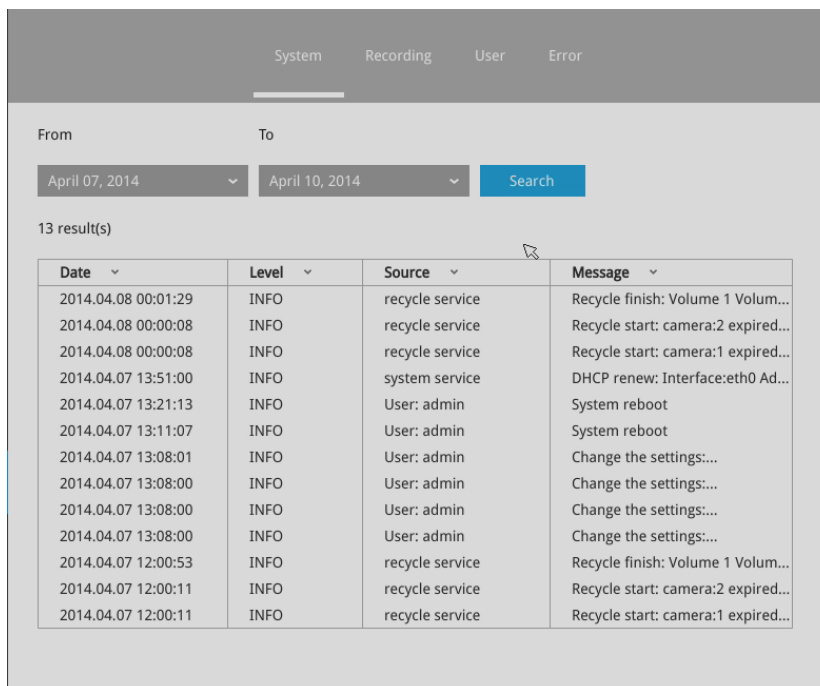 System Recording User Error
From To
April 07, 2014 April 10, 2014 Search
13 result(s)
Date Level Source Message
2014.04.08 00:01:29 INFO recycle service Recycle finish: Volume 1 Volum...
2014.04.08 00:00:08 INFO recycle service Recycle start: camera:2 expired...
2014.04.08 00:00:08 INFO recycle service Recycle start: camera:1 expired...
2014.04.07 13:51:00 INFO system service DHCP renew: Interface:eth0 Ad...
2014.04.07 13:21:13 INFO User: admin System reboot
2014.04.07 13:11:07 INFO User: admin System reboot
2014.04.07 13:08:01 INFO User: admin Change the settings:...
2014.04.07 13:08:00 INFO User: admin Change the settings:...
2014.04.07 13:08:00 INFO User: admin Change the settings:...
2014.04.07 13:08:00 INFO User: admin Change the settings:...
2014.04.07 12:00:53 INFO recycle service Recycle finish: Volume 1 Volum...
2014.04.07 12:00:11 INFO recycle service Recycle start: camera:2 expired...
2014.04.07 12:00:11 INFO recycle service Recycle start: camera:1 expired...